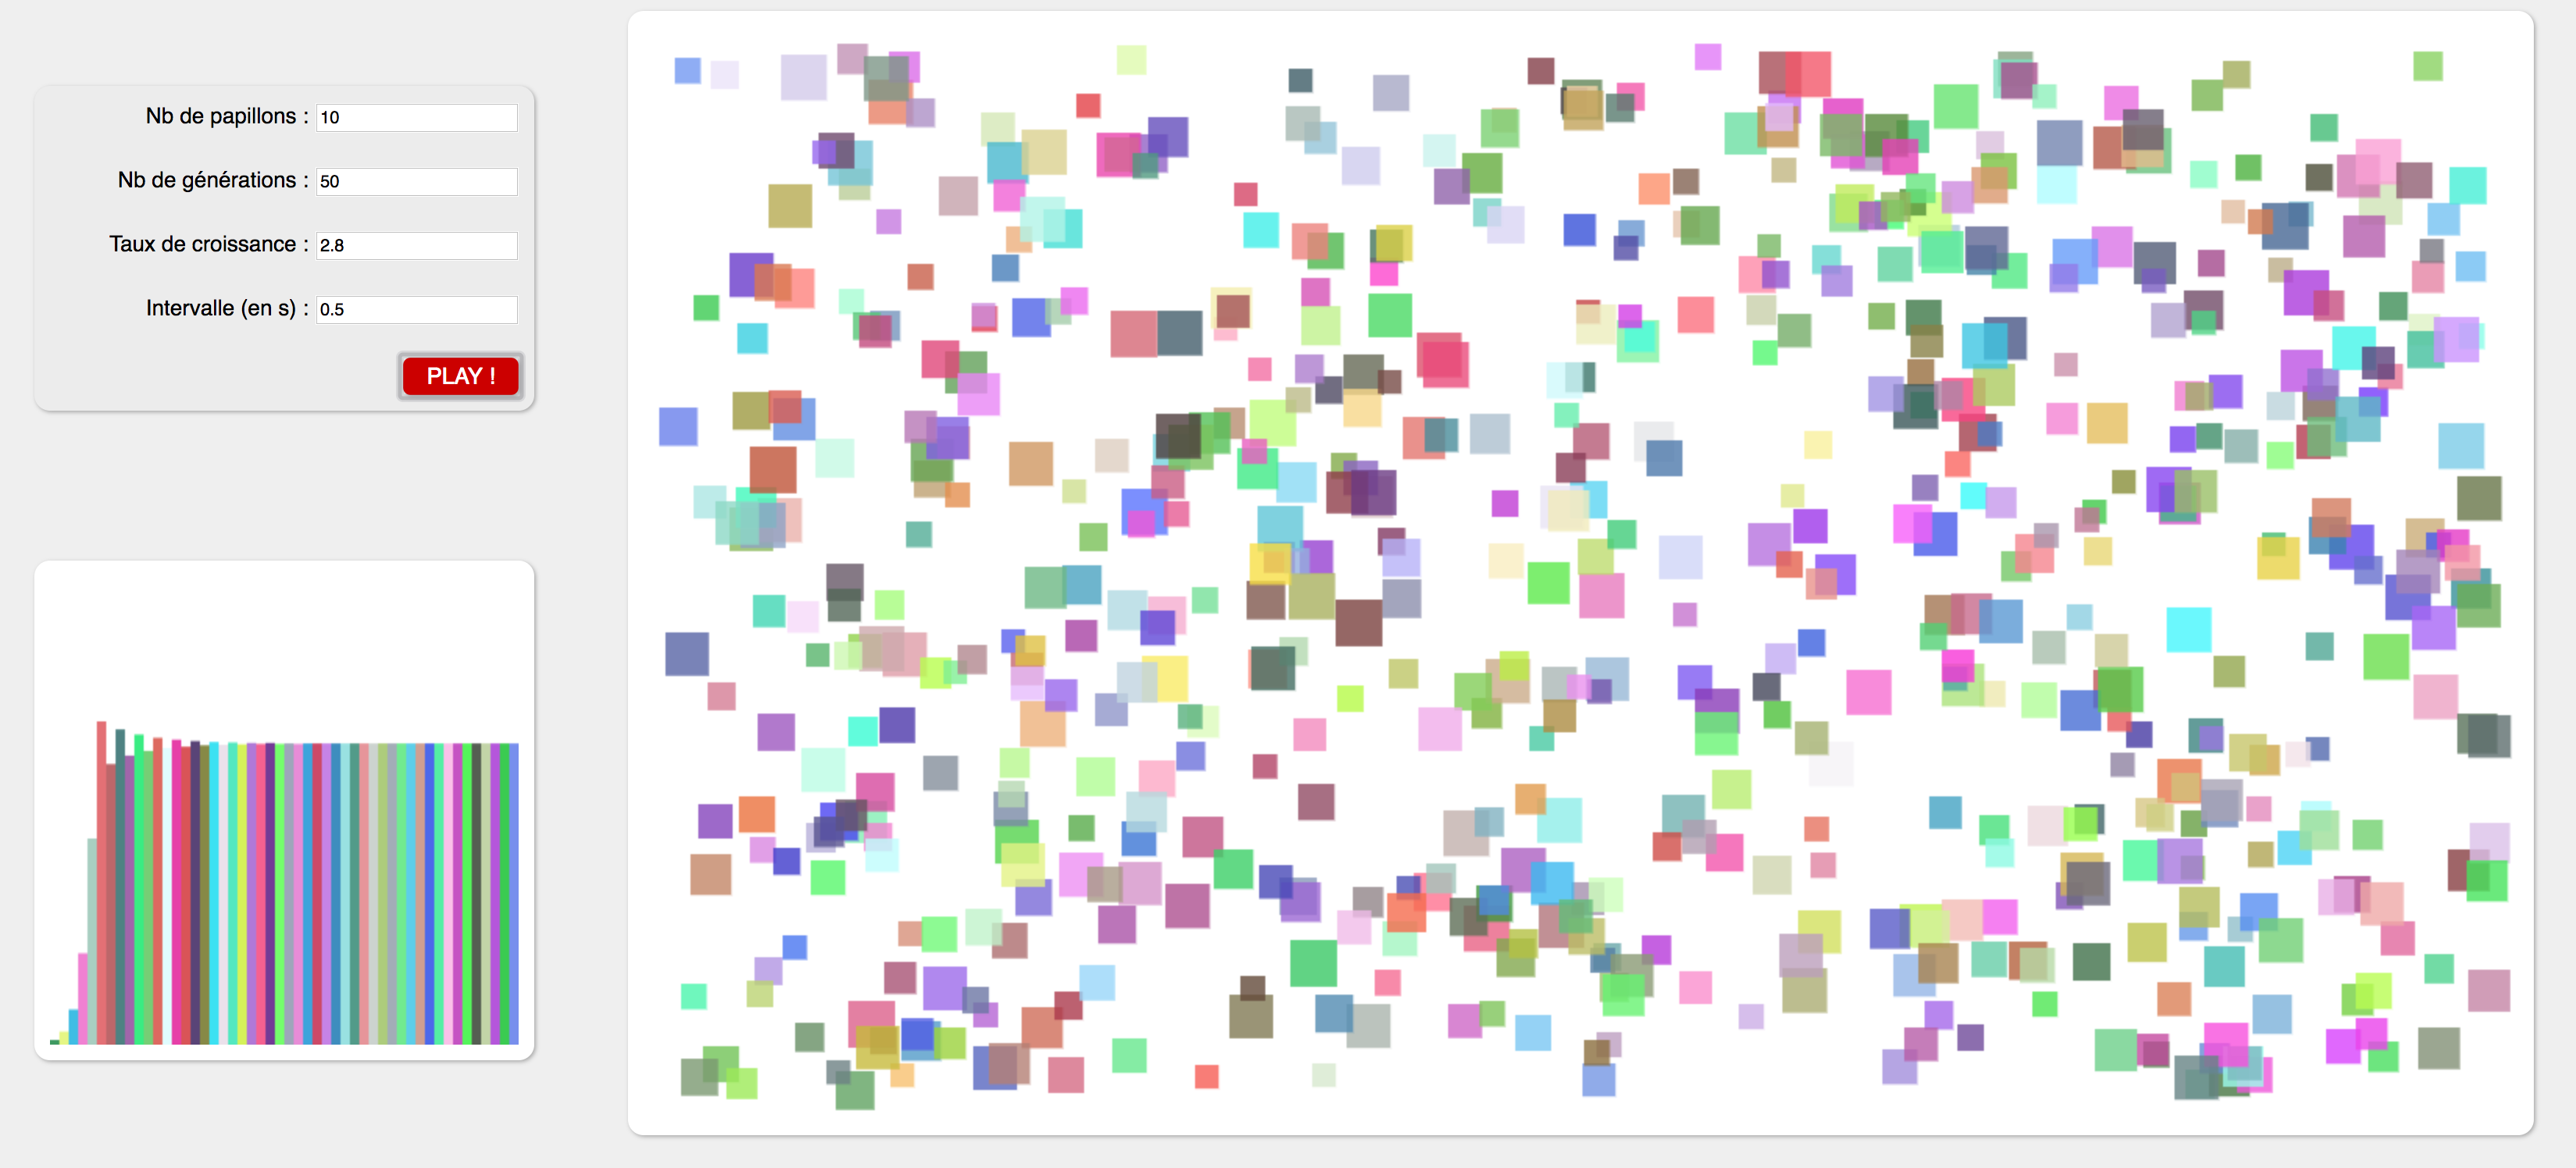 Nb de papillons : 10
Nb de générations : 50
Taux de croissance : 2.8
Intervalle (en s) : 0.5
PLAY !